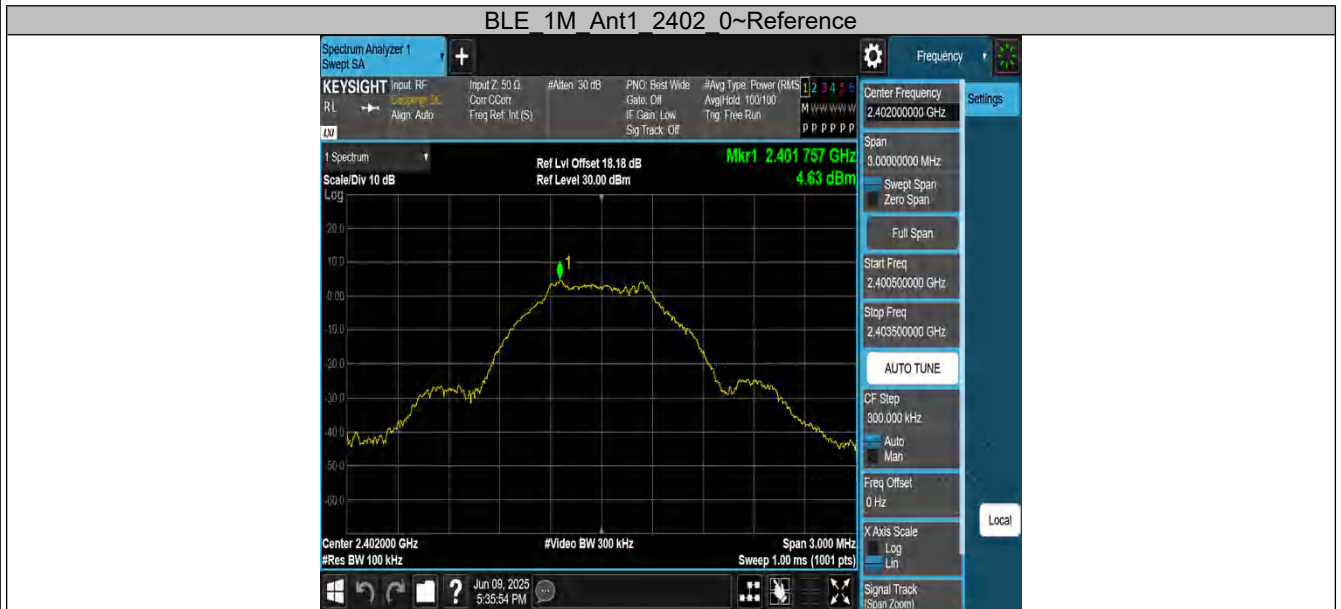 BLE_1M_Ant1_2402_0~Reference
Spectrum Analyzer 1
Swept SA
+
Frequency
KEYSIGHT
Input: RF
Coupling: DC
Align: Auto
RL
LXI
Input Z: 50 Ω
Corr CCorr
Freq Ref: Int (S)
#Atten: 30 dB
PNO: Best Wide
Gate: Off
IF Gain: Low
Sig Track: Off
#Avg Type: Power (RMS
Avg|Hold: 100/100
Trig: Free Run
1 2 3 4 5 6
M W W W W W
P P P P P P
1 Spectrum
Scale/Div 10 dB
Log
Ref Lvl Offset 18.18 dB
Ref Level 30.00 dBm
Mkr1 2.401 757 GHz
4.63 dBm
20.0
10.0
0.00
-10.0
-20.0
-30.0
-40.0
-50.0
-60.0
1
Center 2.402000 GHz
#Res BW 100 kHz
#Video BW 300 kHz
Span 3.000 MHz
Sweep 1.00 ms (1001 pts)
Center Frequency
2.402000000 GHz
Settings
Span
3.00000000 MHz
Swept Span
Zero Span
Full Span
Start Freq
2.400500000 GHz
Stop Freq
2.403500000 GHz
AUTO TUNE
CF Step
300.000 kHz
Auto
Man
Freq Offset
0 Hz
X Axis Scale
Log
Lin
Local
Signal Track
(Span Zoom)
?
Jun 09, 2025
5:35:54 PM